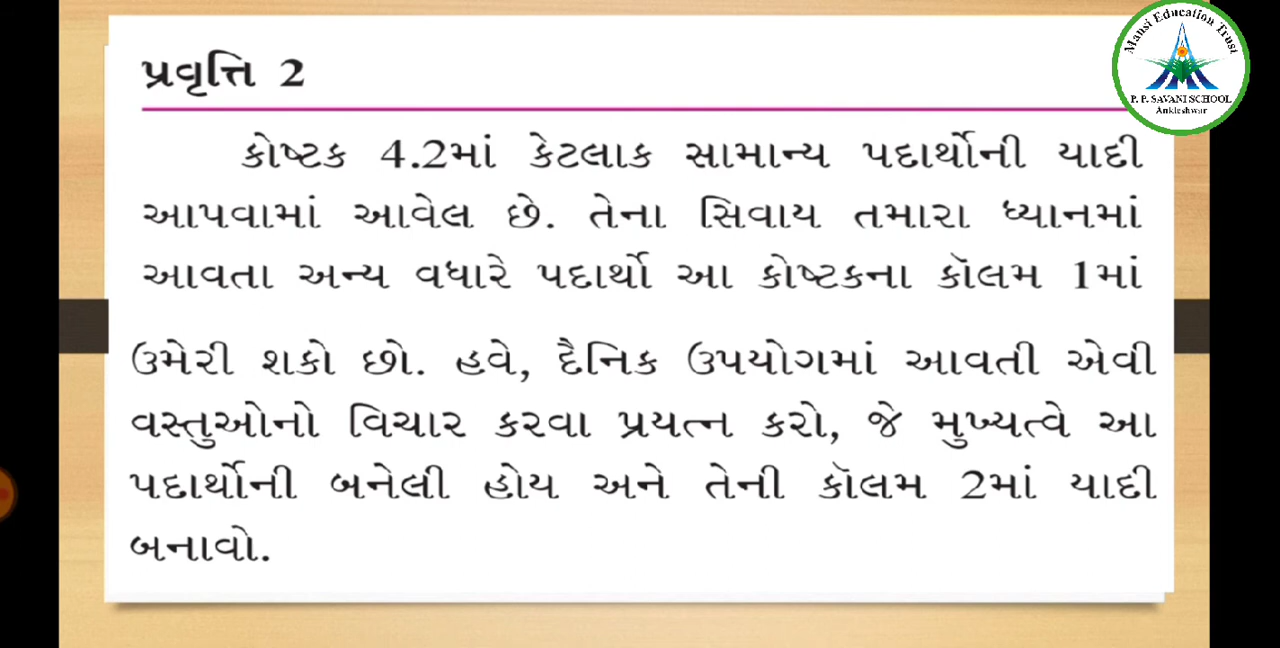 Mansi Education Trust
પ્રવૃત્તિ 2
P. P. SAVANI SCHOOL
Ankleshwar
કોષ્ટક 4.2માં કેટલાક સામાન્ય પદાર્થોની યાદી
આપવામાં આવેલ છે. તેના સિવાય તમારા ધ્યાનમાં
આવતા અન્ય વધારે પદાર્થો આ કોષ્ટકના કૉલમ 1માં
ઉમેરી શકો છો. હવે, દૈનિક ઉપયોગમાં આવતી એવી
વસ્તુઓનો વિચાર કરવા પ્રયત્ન કરો, જે મુખ્યત્વે આ
પદાર્થોની બનેલી હોય અને તેની કૉલમ 2માં યાદી
બનાવો.